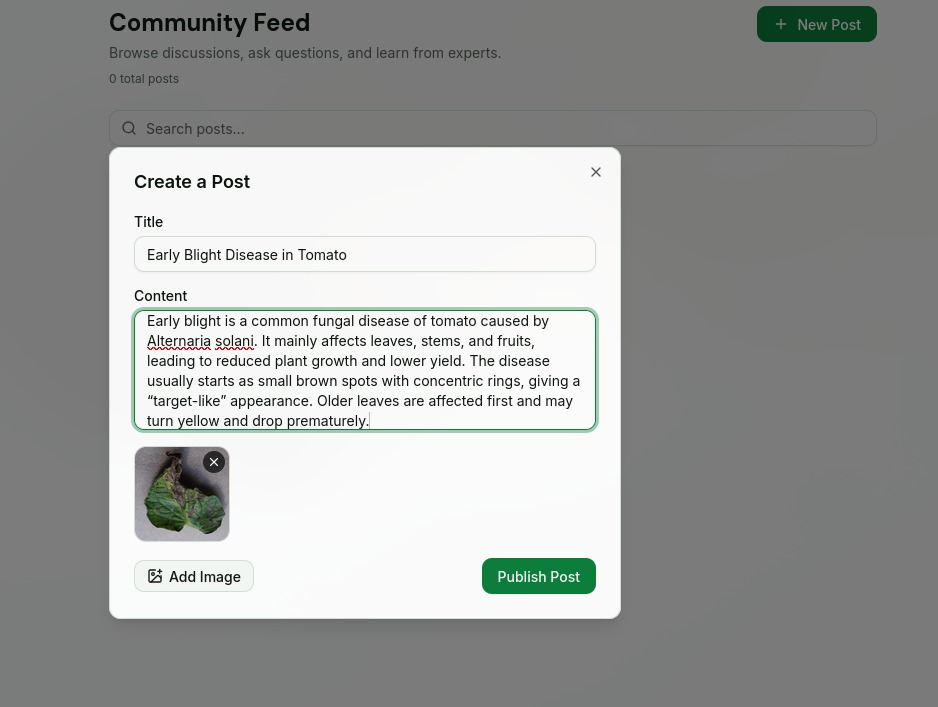 Community Feed
New Post
Browse discussions, ask questions, and learn from experts.
0 total posts
Search posts...
Create a Post
Title
Early Blight Disease in Tomato
Content
Early blight is a common fungal disease of tomato caused by
Alternaria solani. It mainly affects leaves, stems, and fruits,
leading to reduced plant growth and lower yield. The disease
usually starts as small brown spots with concentric rings, giving a
“target-like” appearance. Older leaves are affected first and may
turn yellow and drop prematurely.
Add Image
Publish Post